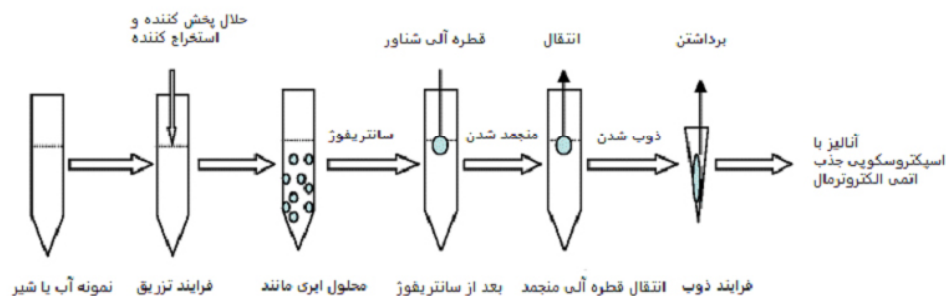 حلال پخش کننده و
استخراج کننده
قطره آلی شناور
انتقال
برداشتن
سانتریفوژ
منجمد شدن
ذوب شدن
آنالیز با
اسپکتروسکوپی جذب
اتمی الکتروترمال
نمونه آب یا شیر
فرایند تزریق
محلول ابری مانند
بعد از سانتریفوژ
انتقال قطره آلی منجمد
فرایند ذوب